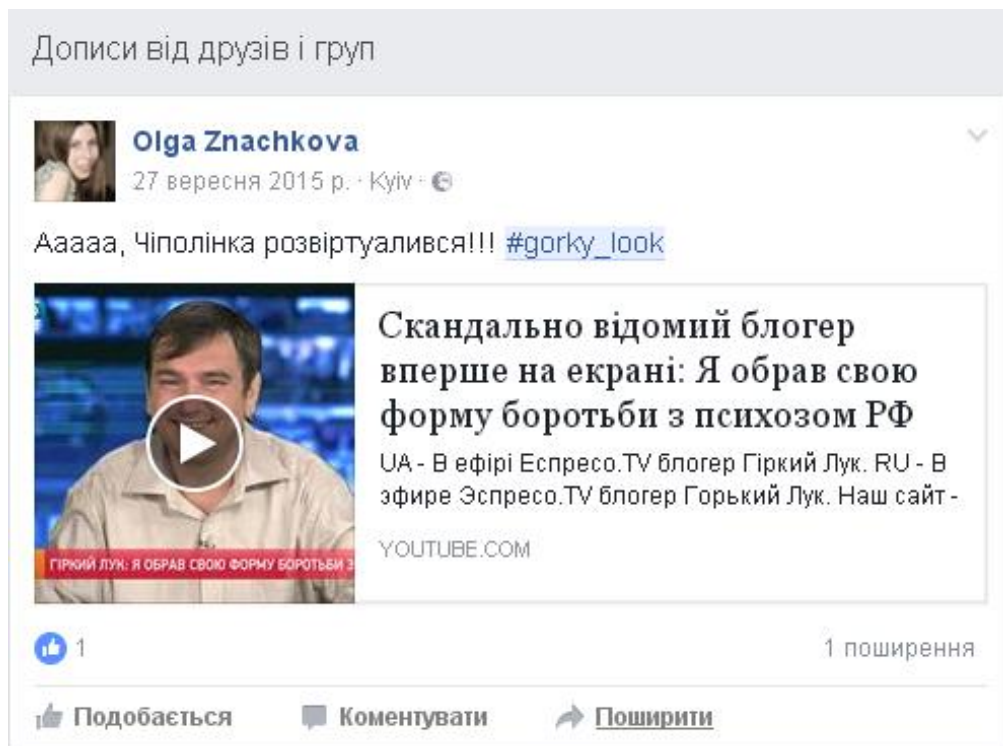 Дописи від друзів і груп
Olga Znachkova
27 вересня 2015 р. · Kyiv ·
Ааааа, Чіполінка розвіртуалився!!! #gorky_look
Скандально відомий блогер
вперше на екрані: Я обрав свою
форму боротьби з психозом РФ
UA - В ефірі Еспресо.TV блогер Гіркий Лук. RU - В
эфире Эспресо.TV блогер Горький Лук. Наш сайт -
YOUTUBE.COM
ГІРКИЙ ЛУК: Я ОБРАВ СВОЮ ФОРМУ БОРОТЬБИ З
1
1 поширення
Подобається Коментувати Поширити